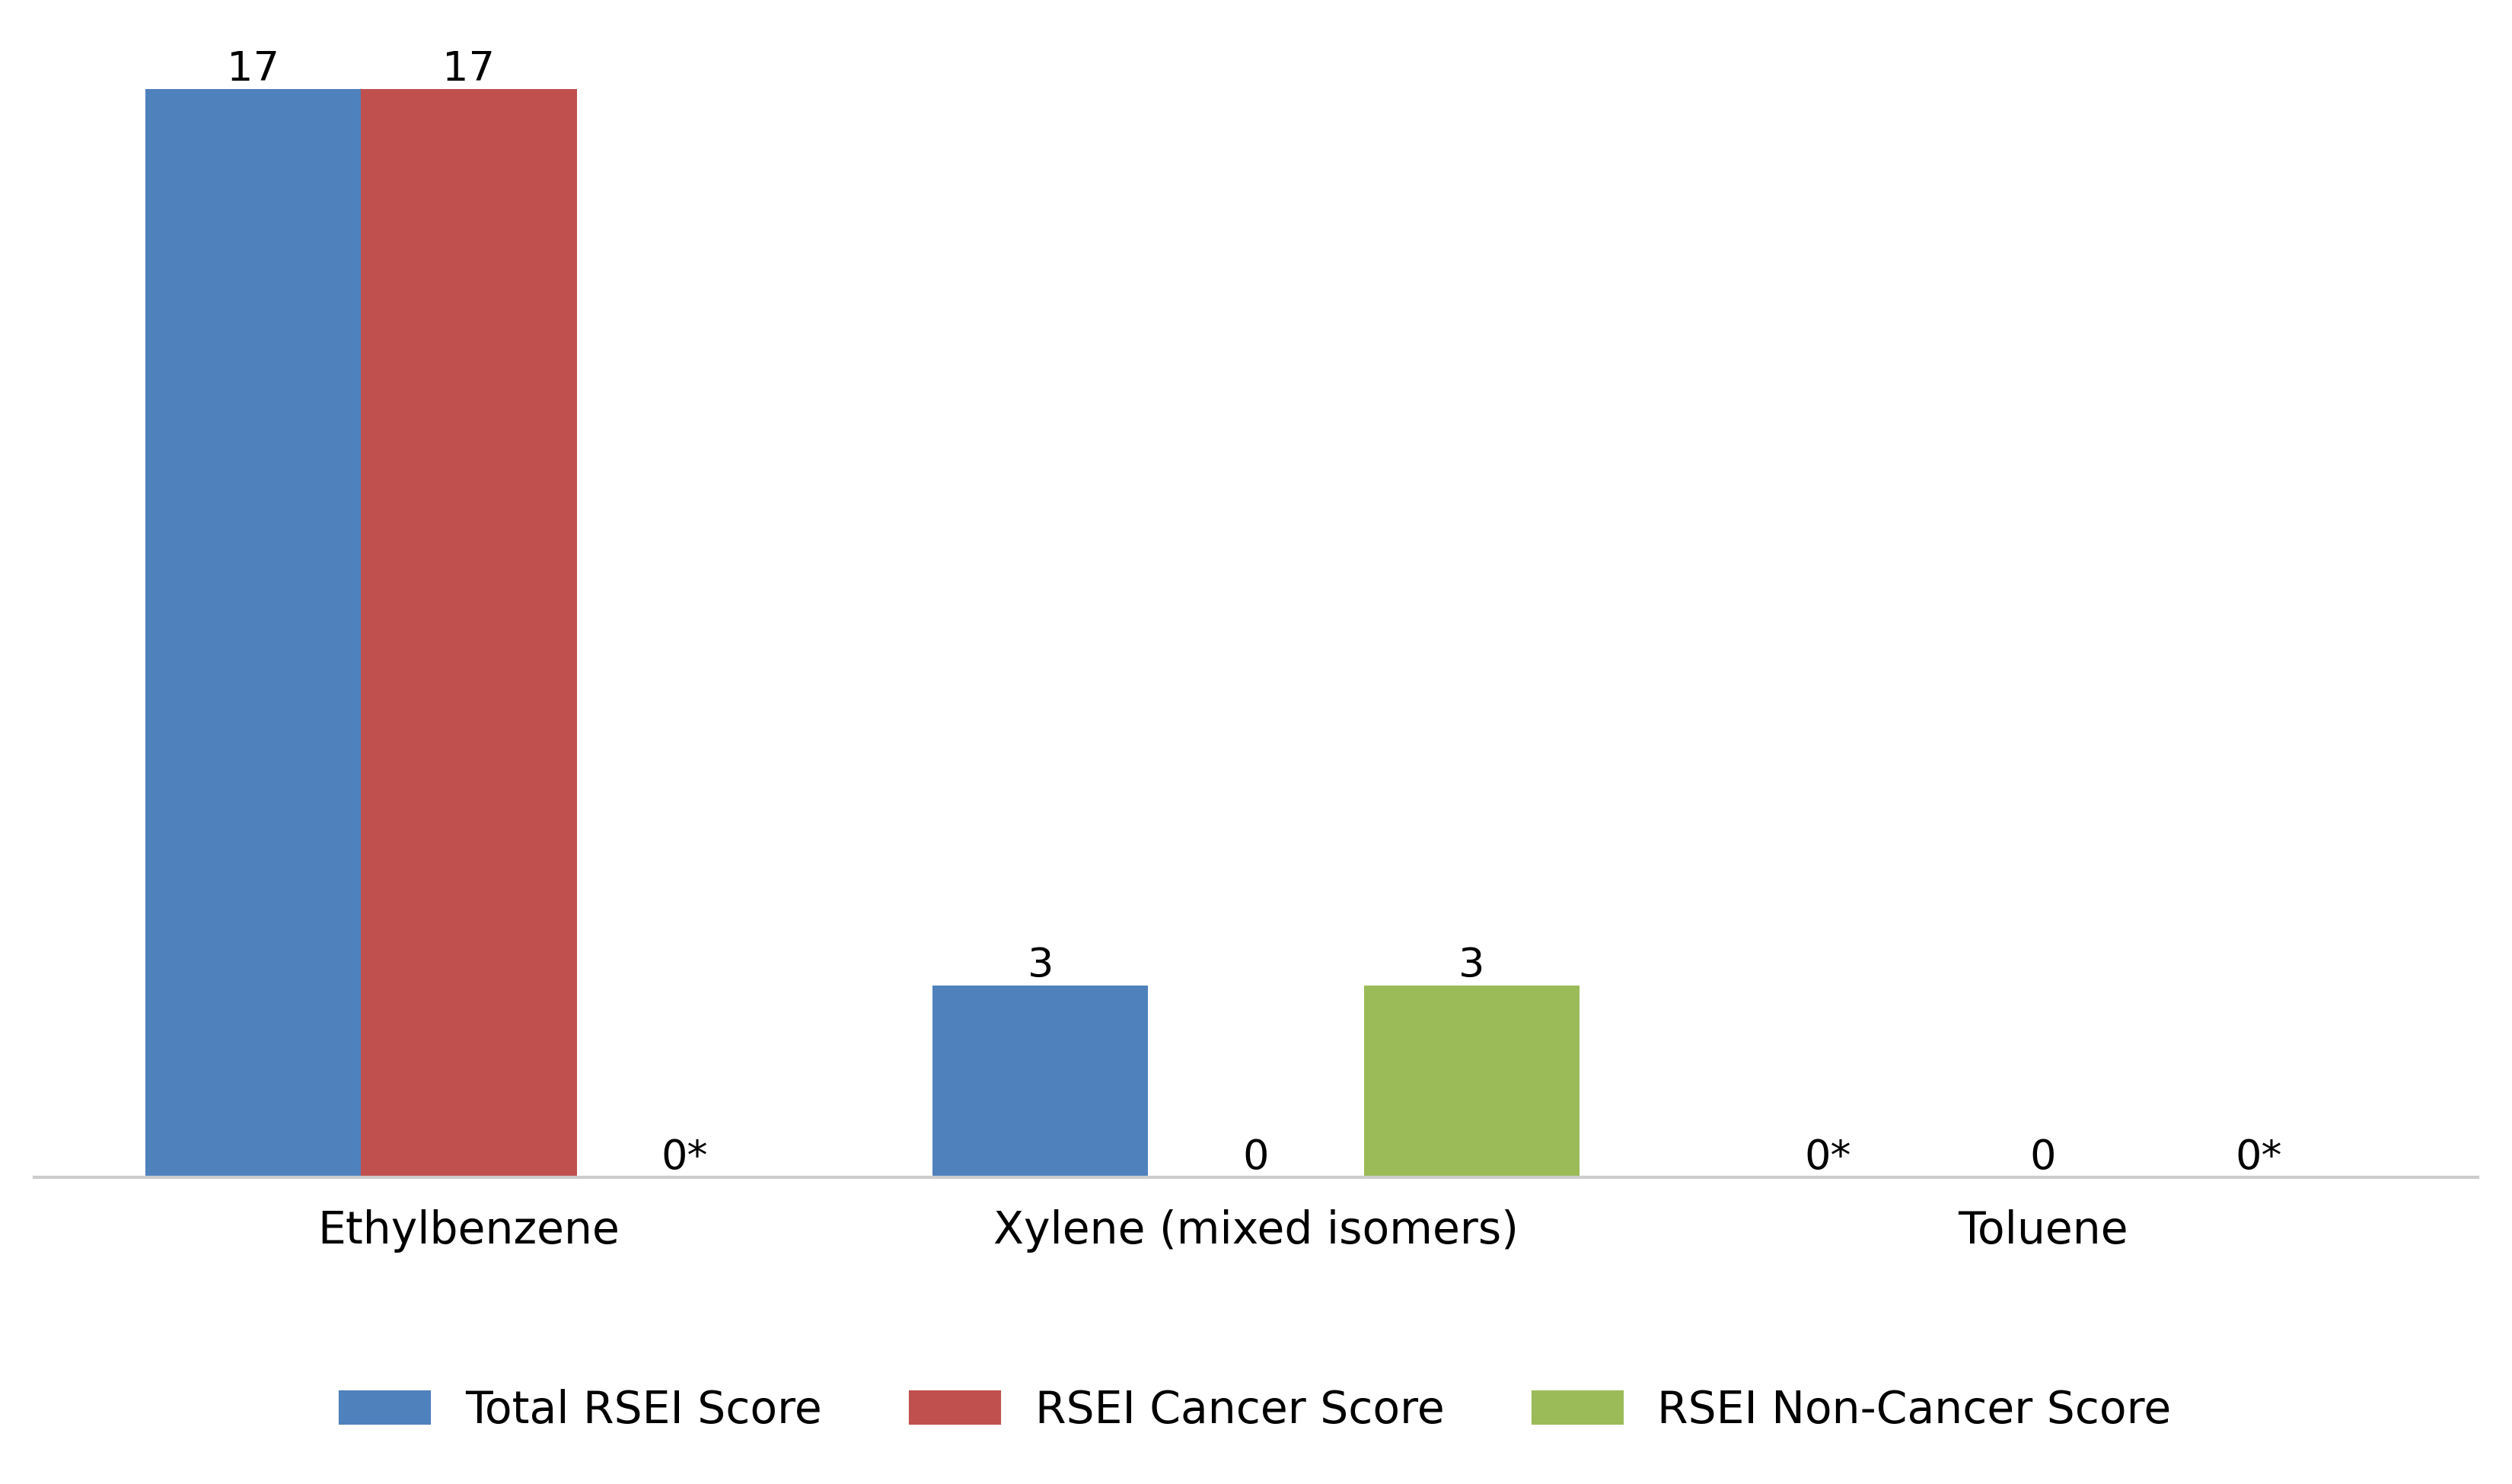 17 17
0*
3 0 3
0* 0 0*
Ethylbenzene Xylene (mixed isomers) Toluene
Total RSEI Score RSEI Cancer Score RSEI Non-Cancer Score